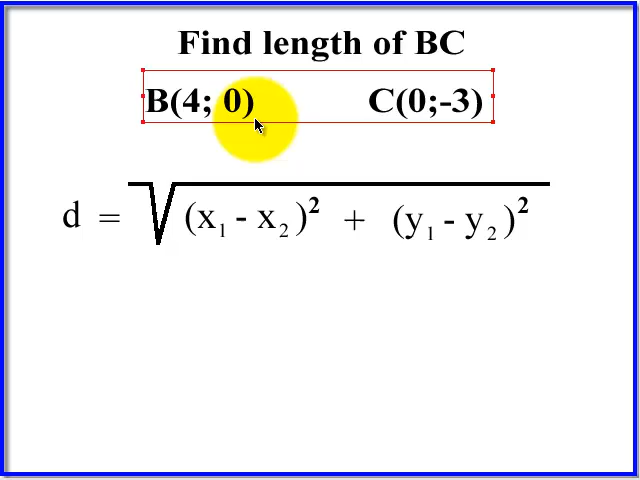 Find length of BC
B(4; 0) C(0;-3)
d = √(x₁ - x₂)² + (y₁ - y₂)²